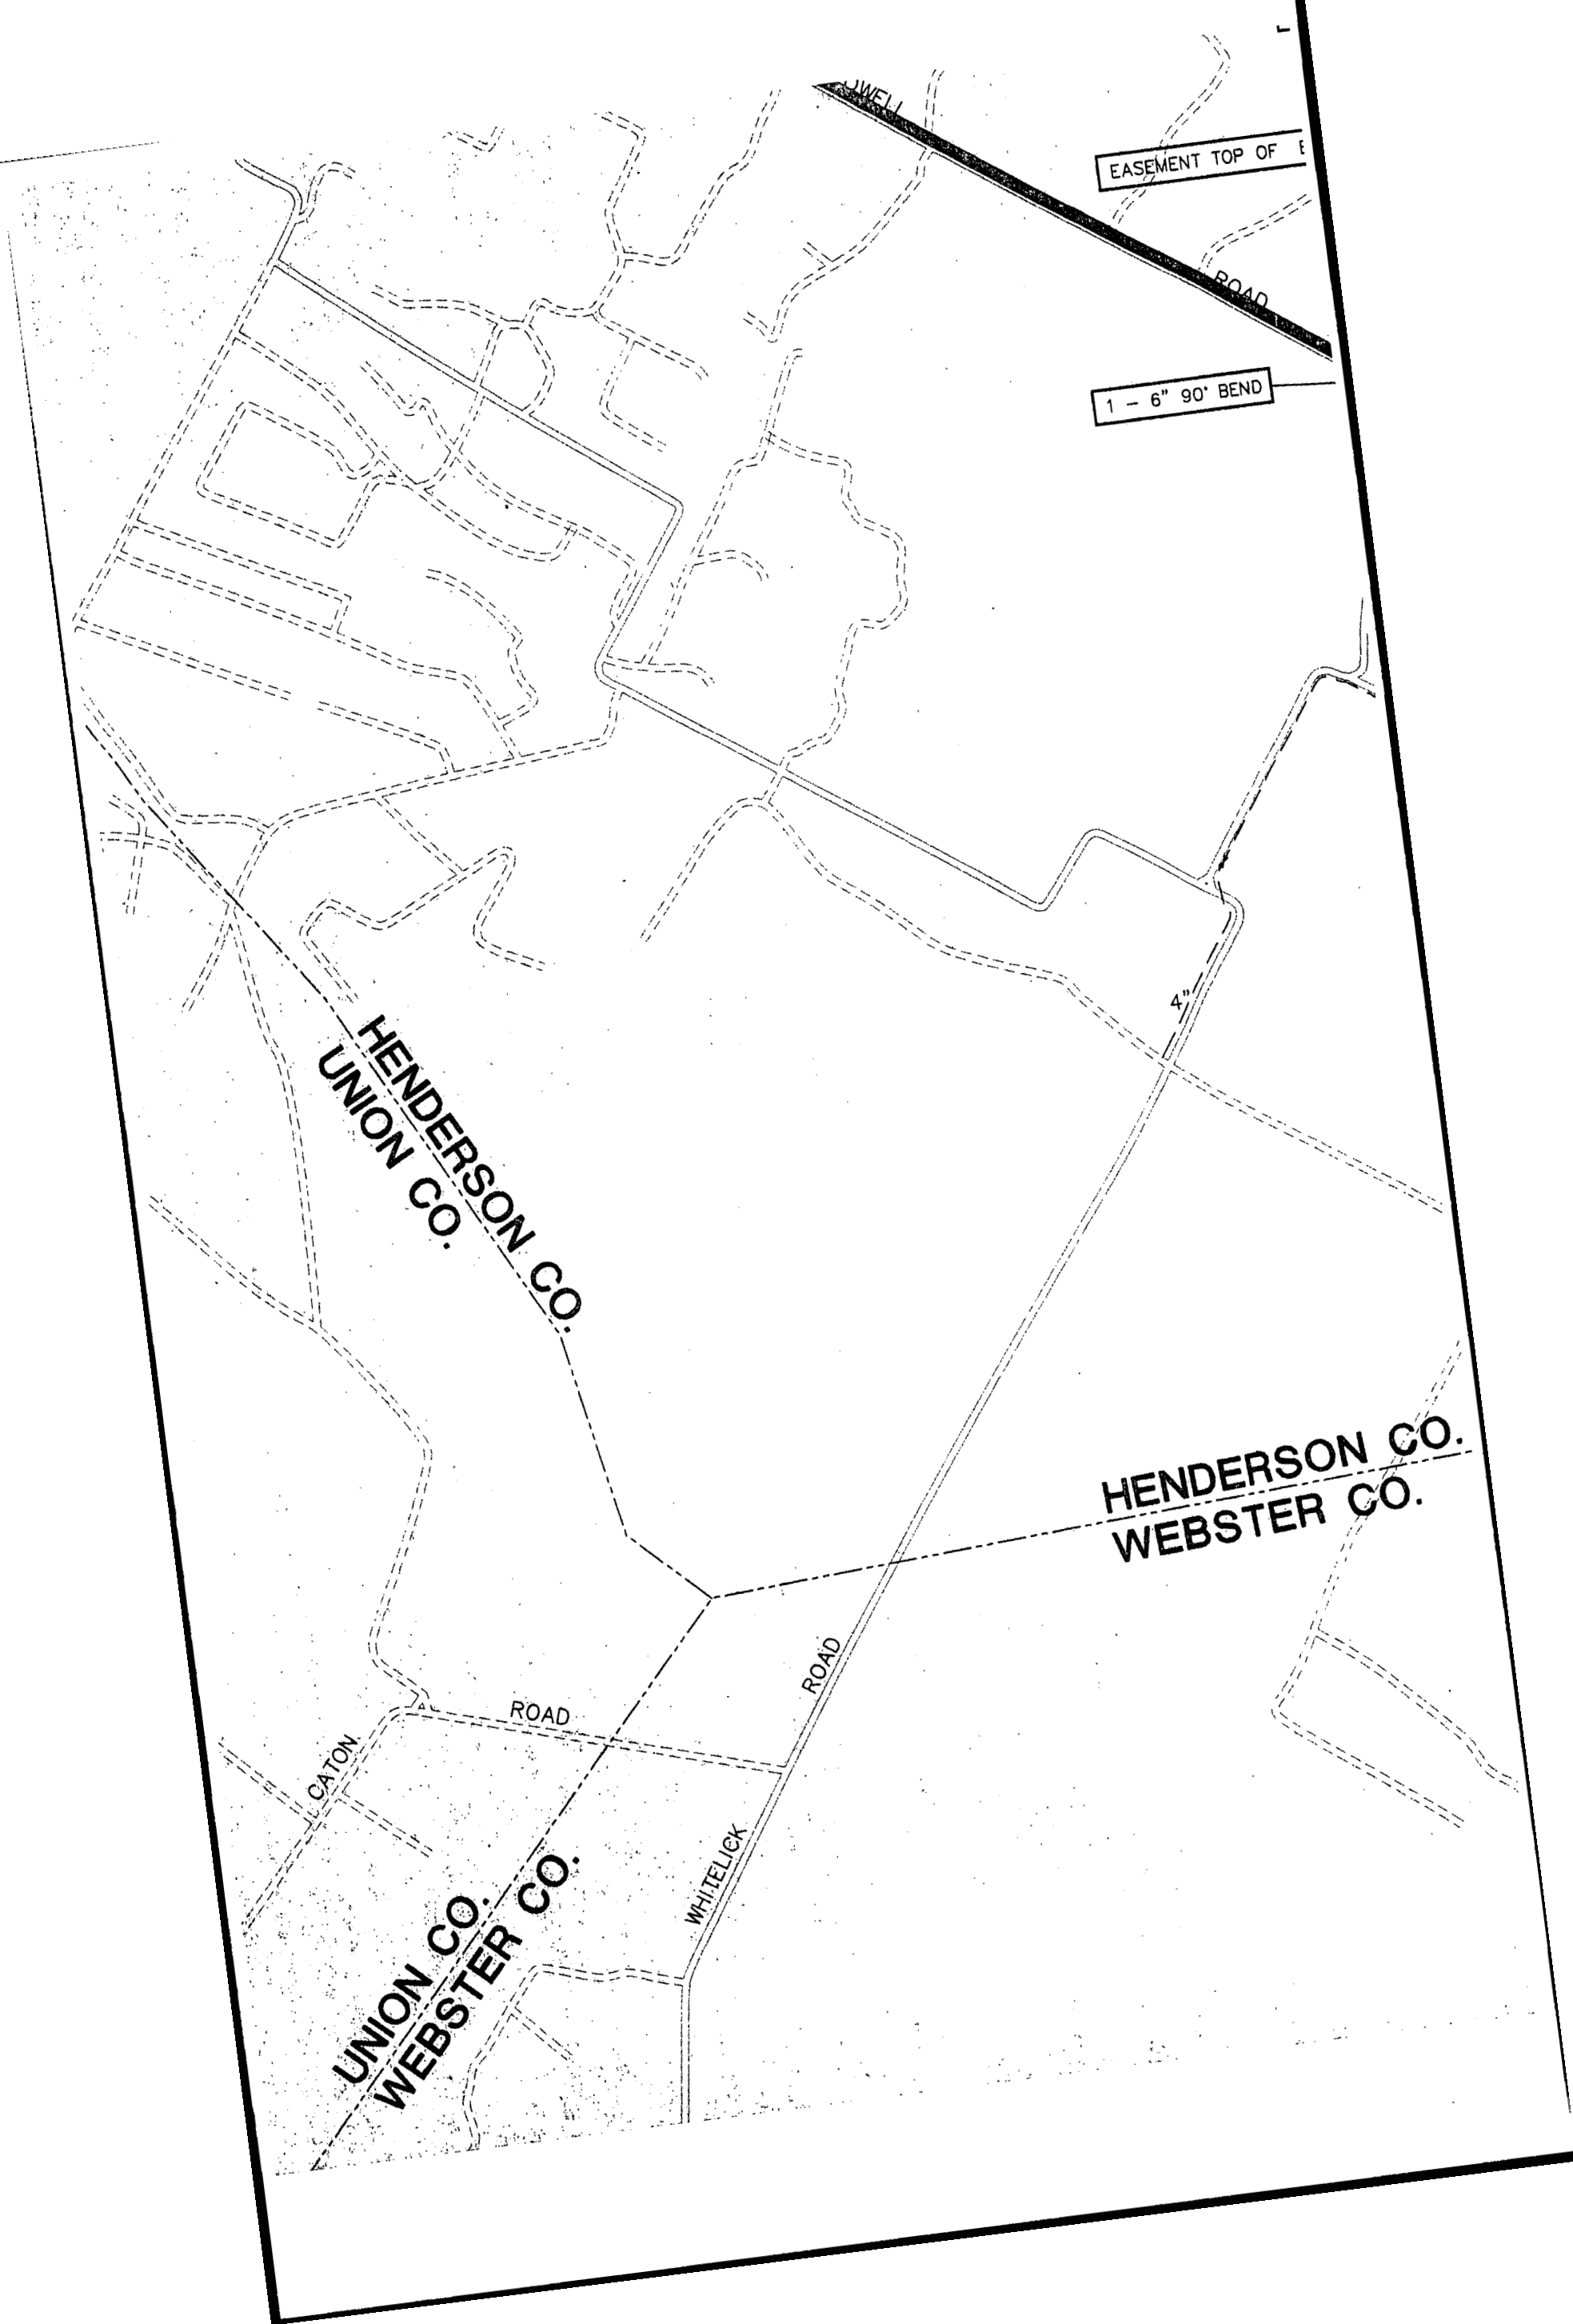 EASEMENT TOP OF
ROAD
1 – 6" 90° BEND
4"
HENDERSON CO.
UNION CO.
HENDERSON CO.
WEBSTER CO.
ROAD
ROAD
CATON
WHITELICK
UNION CO.
WEBSTER CO.